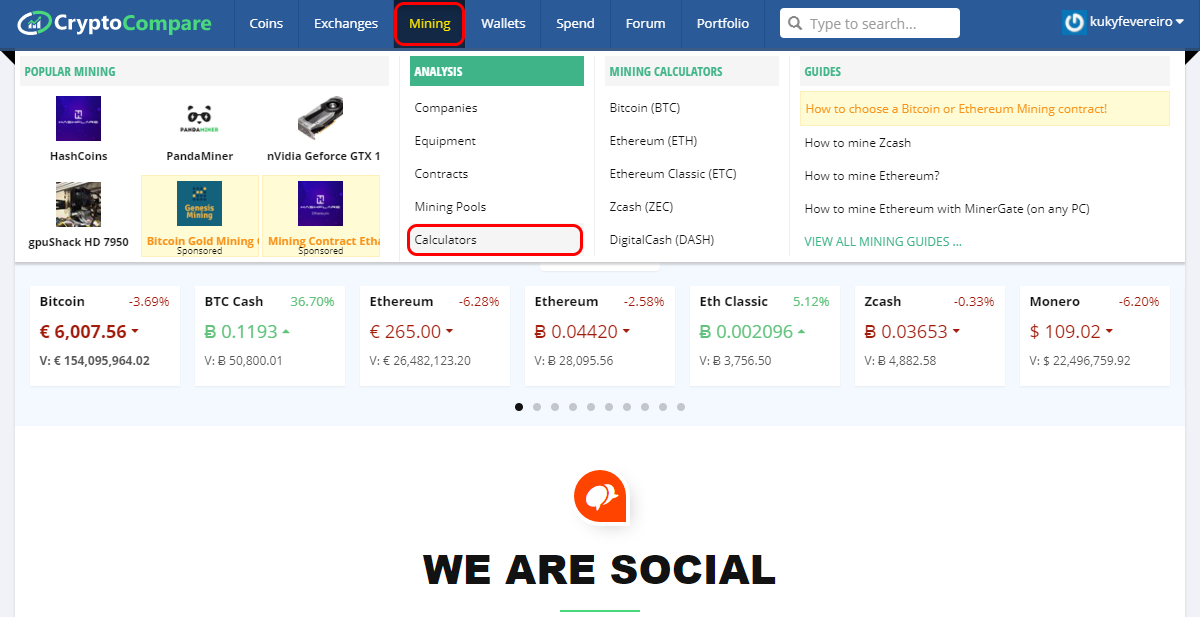 CryptoCompare
Coins
Exchanges
Mining
Wallets
Spend
Forum
Portfolio
Type to search...
kukyfevereiro
POPULAR MINING
HASHFLARE
HashCoins
PANDAMINER
PandaMiner
nVidia Geforce GTX 1
gpuShack HD 7950
Genesis
Mining
Bitcoin Gold Mining
Sponsored
HASHFLARE
Ethereum
Mining Contract Etha
Sponsored
ANALYSIS
Companies
Equipment
Contracts
Mining Pools
Calculators
MINING CALCULATORS
Bitcoin (BTC)
Ethereum (ETH)
Ethereum Classic (ETC)
Zcash (ZEC)
DigitalCash (DASH)
GUIDES
How to choose a Bitcoin or Ethereum Mining contract!
How to mine Zcash
How to mine Ethereum?
How to mine Ethereum with MinerGate (on any PC)
VIEW ALL MINING GUIDES ...
Bitcoin -3.69%
€ 6,007.56
V: € 154,095,964.02
BTC Cash 36.70%
Ƀ 0.1193
V: Ƀ 50,800.01
Ethereum -6.28%
€ 265.00
V: € 26,482,123.20
Ethereum -2.58%
Ƀ 0.04420
V: Ƀ 28,095.56
Eth Classic 5.12%
Ƀ 0.002096
V: Ƀ 3,756.50
Zcash -0.33%
Ƀ 0.03653
V: Ƀ 4,882.58
Monero -6.20%
$ 109.02
V: $ 22,496,759.92
WE ARE SOCIAL